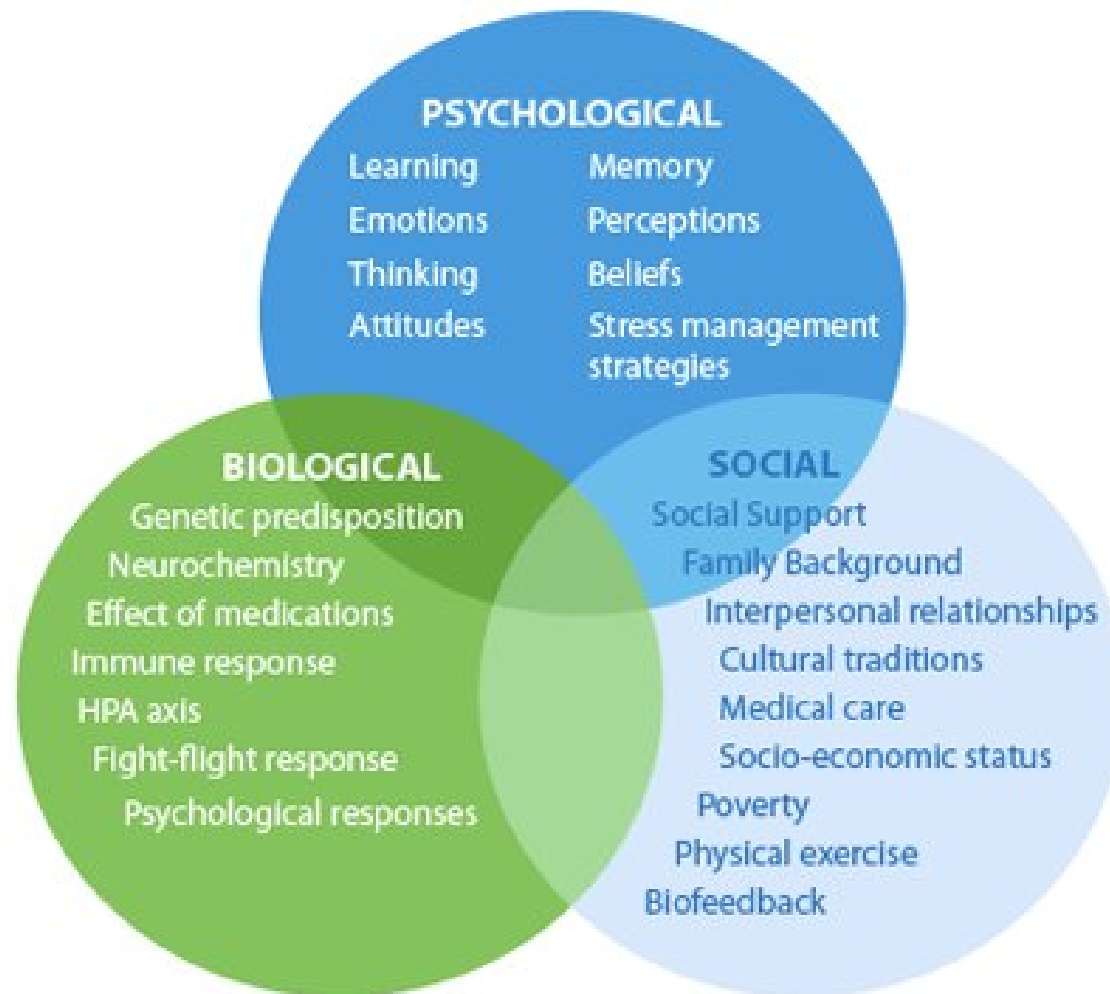 PSYCHOLOGICAL
Learning
Emotions
Thinking
Attitudes
Memory
Perceptions
Beliefs
Stress management
strategies
BIOLOGICAL
Genetic predisposition
Neurochemistry
Effect of medications
Immune response
HPA axis
Fight-flight response
Psychological responses
SOCIAL
Social Support
Family Background
Interpersonal relationships
Cultural traditions
Medical care
Socio-economic status
Poverty
Physical exercise
Biofeedback